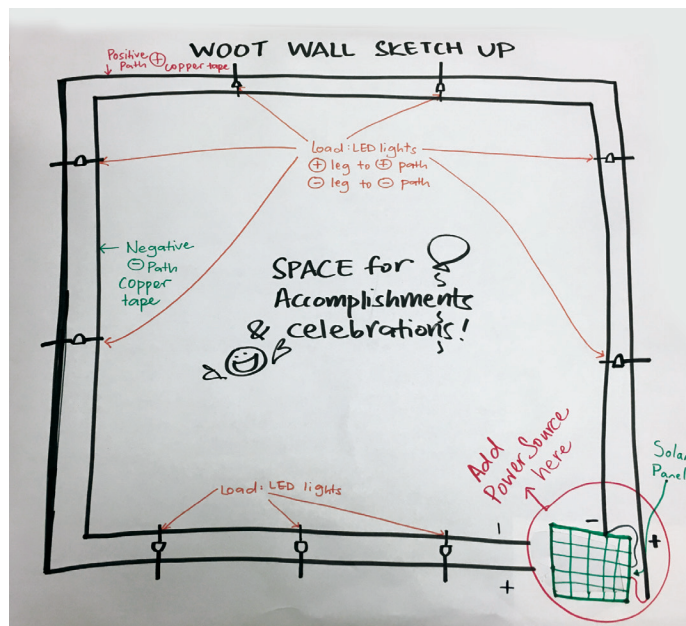 WOOT WALL SKETCH UP
Positive
Path ⊕
copper tape
Load: LED lights
⊕ leg to ⊕ path
⊖ leg to ⊖ path
Negative
⊖ Path
copper
tape
SPACE for
Accomplishments
& celebrations!
Add
Power Source
here
Solar
Panel
Load: LED lights
-
+
-
+